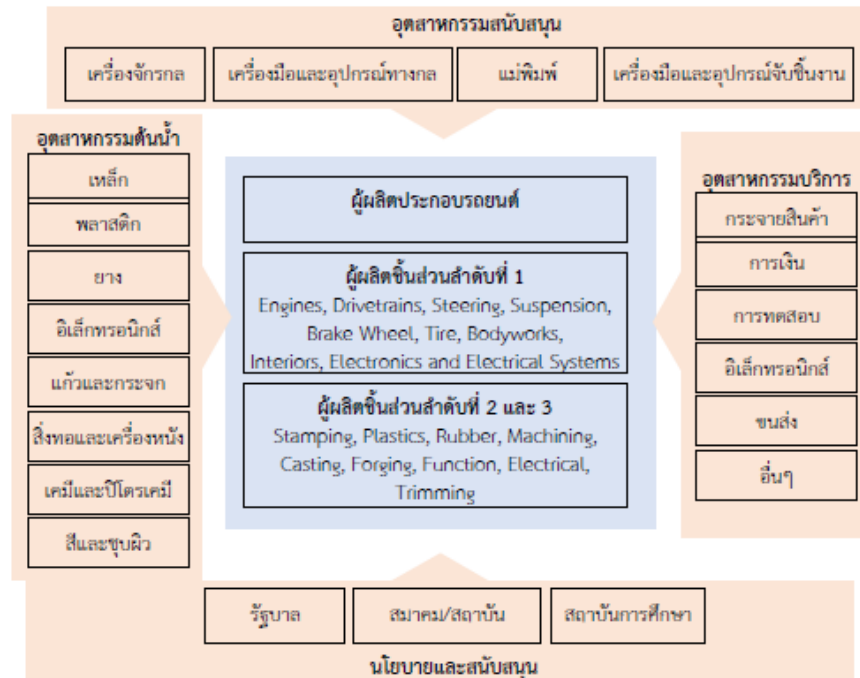 อุตสาหกรรมสนับสนุน
เครื่องจักรกล
เครื่องมือและอุปกรณ์ทางกล
แม่พิมพ์
เครื่องมือและอุปกรณ์จับชิ้นงาน
อุตสาหกรรมต้นน้ำ
เหล็ก
พลาสติก
ยาง
อิเล็กทรอนิกส์
แก้วและกระจก
สิ่งทอและเครื่องหนัง
เคมีและปิโตรเคมี
สีและชุบผิว
ผู้ผลิตประกอบรถยนต์
ผู้ผลิตชิ้นส่วนลำดับที่ 1
Engines, Drivetrains, Steering, Suspension,
Brake Wheel, Tire, Bodyworks,
Interiors, Electronics and Electrical Systems
ผู้ผลิตชิ้นส่วนลำดับที่ 2 และ 3
Stamping, Plastics, Rubber, Machining,
Casting, Forging, Function, Electrical,
Trimming
อุตสาหกรรมบริการ
กระจายสินค้า
การเงิน
การทดสอบ
อิเล็กทรอนิกส์
ขนส่ง
อื่นๆ
รัฐบาล
สมาคม/สถาบัน
สถาบันการศึกษา
นโยบายและสนับสนุน